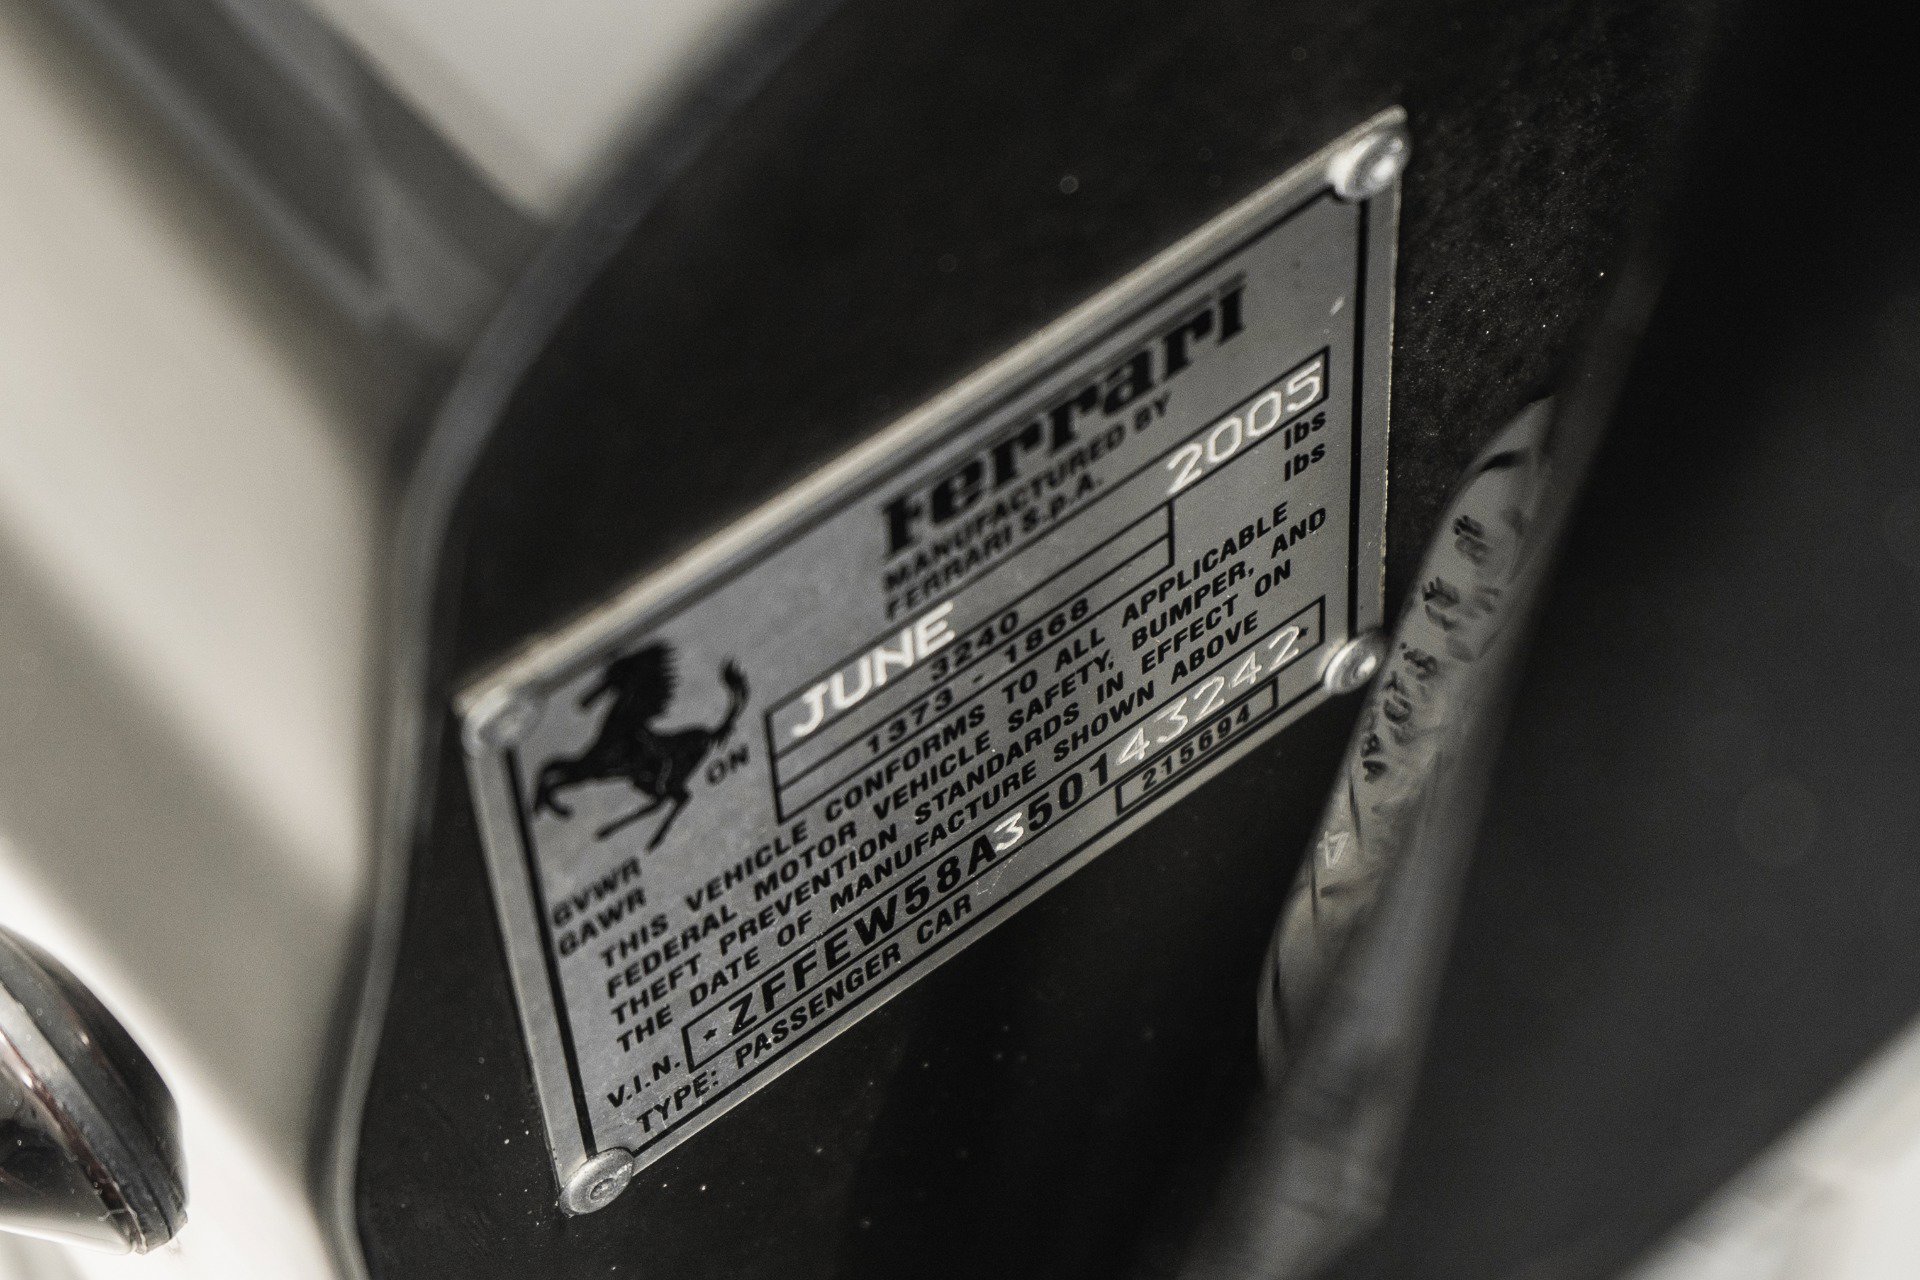 Ferrari
MANUFACTURED BY
FERRARI S.p.A.
ON JUNE 2005
GVWR 3240 lbs
GAWR 1373 - 1868 lbs
THIS VEHICLE CONFORMS TO ALL APPLICABLE
FEDERAL MOTOR VEHICLE SAFETY, BUMPER, AND
THEFT PREVENTION STANDARDS IN EFFECT ON
THE DATE OF MANUFACTURE SHOWN ABOVE
V.I.N. *ZFFEW58A350143242*
TYPE: PASSENGER CAR 215694